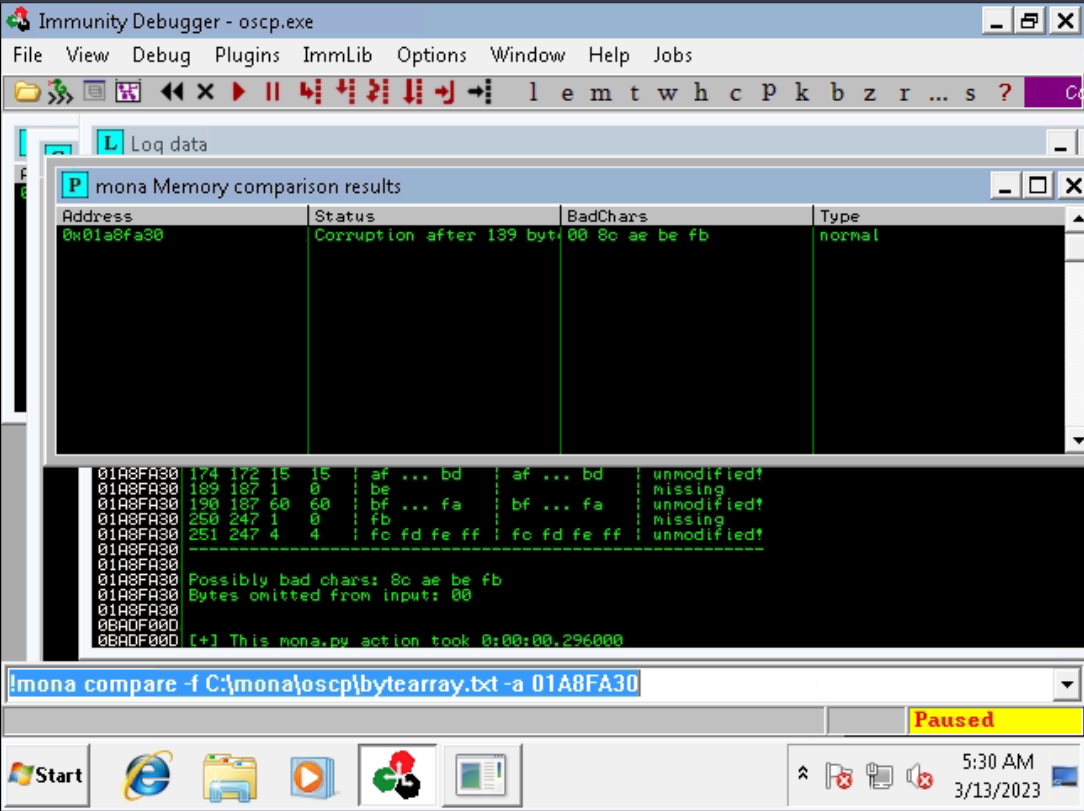 Immunity Debugger - oscp.exe
File View Debug Plugins ImmLib Options Window Help Jobs
l e m t w h c P k b z r ... s ?
L Log data
P mona Memory comparison results
Address Status BadChars Type
0x01a8fa30 Corruption after 139 byt 00 8c ae be fb normal
01A8FA30 174 172 15 15 | af ... bd | af ... bd | unmodified!
01A8FA30 189 187 1 0 | be | | missing
01A8FA30 190 187 60 60 | bf ... fa | bf ... fa | unmodified!
01A8FA30 250 247 1 0 | fb | | missing
01A8FA30 251 247 4 4 | fc fd fe ff | fc fd fe ff | unmodified!
01A8FA30 -------------------------------------------------------------
01A8FA30
01A8FA30 Possibly bad chars: 8c ae be fb
01A8FA30 Bytes omitted from input: 00
01A8FA30
0BADF00D
0BADF00D [+] This mona.py action took 0:00:00.296000
!mona compare -f C:\mona\oscp\bytearray.txt -a 01A8FA30
Paused
Start
5:30 AM
3/13/2023